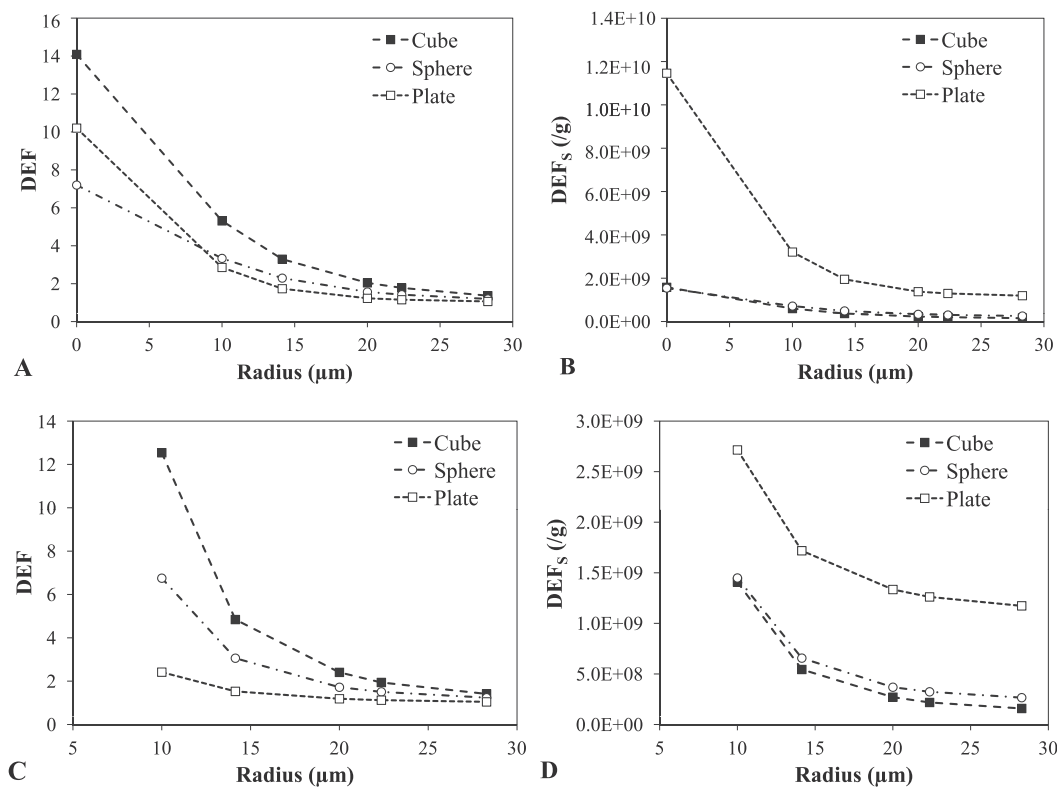 16
14
12
10
8
6
4
2
0
DEF
Cube
Sphere
Plate
0 5 10 15 20 25 30
Radius (µm)
A
1.4E+10
1.2E+10
1.0E+10
8.0E+09
6.0E+09
4.0E+09
2.0E+09
0.0E+00
DEFS (/g)
Cube
Sphere
Plate
0 5 10 15 20 25 30
Radius (µm)
B
14
12
10
8
6
4
2
0
DEF
Cube
Sphere
Plate
5 10 15 20 25 30
Radius (µm)
C
3.0E+09
2.5E+09
2.0E+09
1.5E+09
1.0E+09
5.0E+08
0.0E+00
DEFS (/g)
Cube
Sphere
Plate
5 10 15 20 25 30
Radius (µm)
D